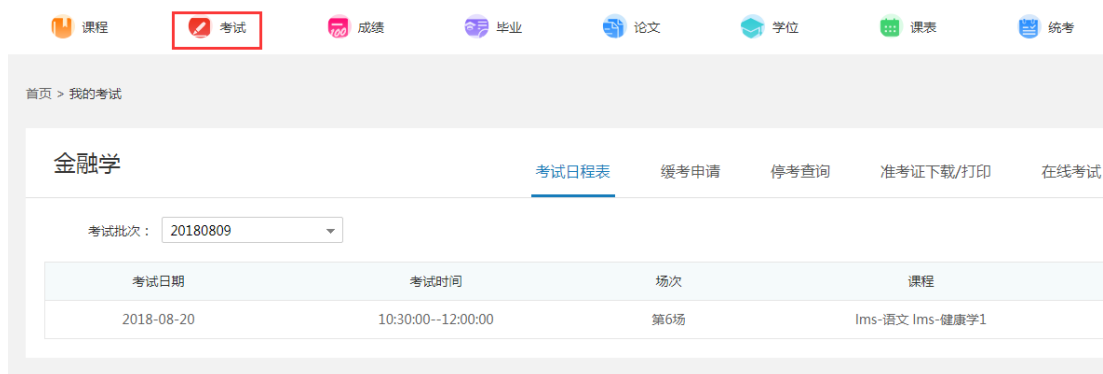 课程 考试 100 成绩 毕业 论文 学位 课表 统考
首页 > 我的考试
金融学 考试日程表 缓考申请 停考查询 准考证下载/打印 在线考试
考试批次： 20180809
考试日期 考试时间 场次 课程
2018-08-20 10:30:00--12:00:00 第6场 lms-语文 lms-健康学1